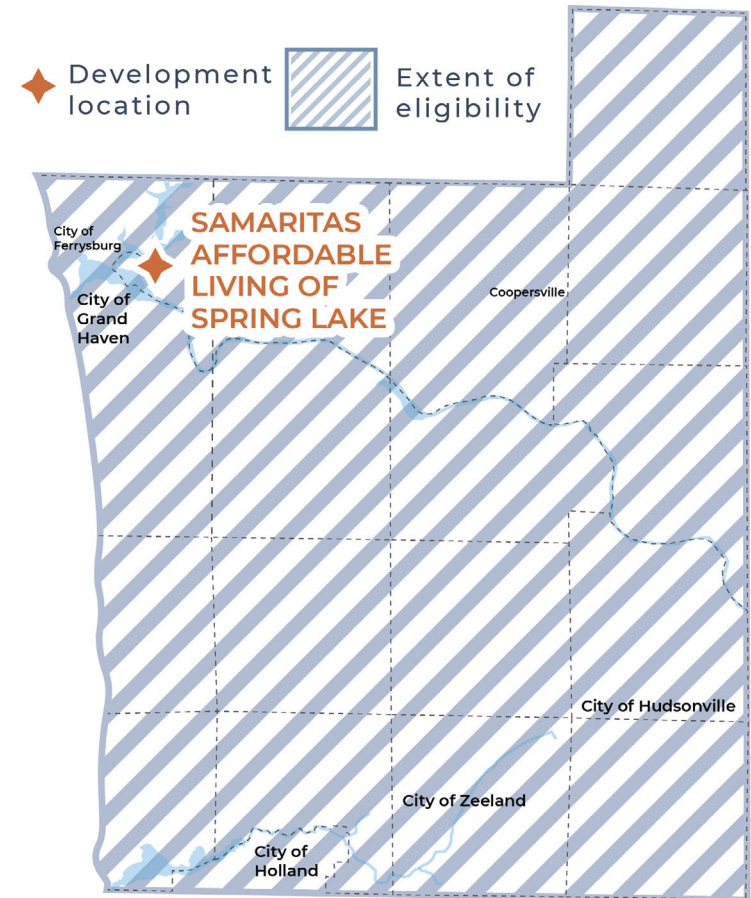 Development
location
Extent of
eligibility
City of
Ferrysburg
SAMARITAS
AFFORDABLE
LIVING OF
SPRING LAKE
City of
Grand
Haven
Coopersville
City of Hudsonville
City of Zeeland
City of
Holland